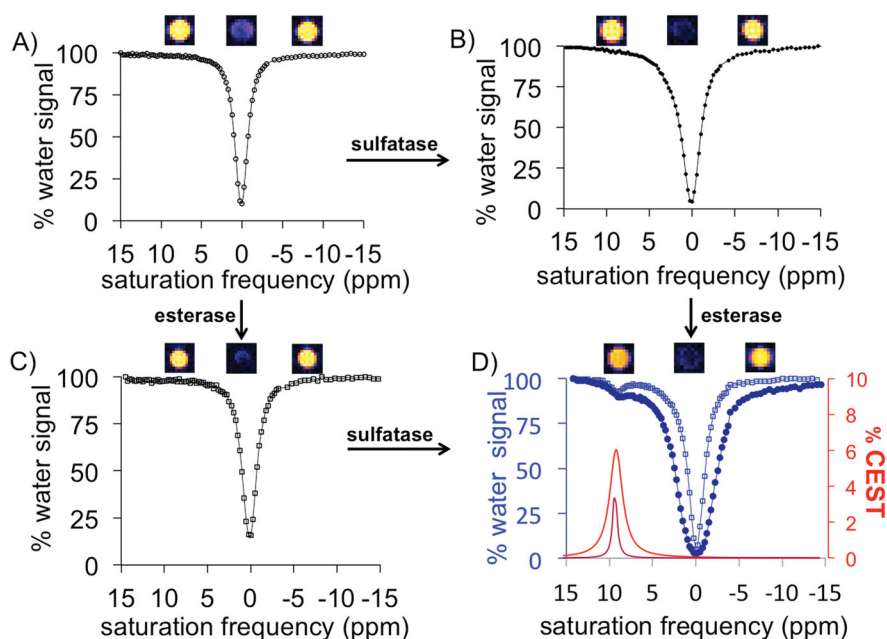 A)
% water signal
100
75
50
25
0
15 10 5 0 -5 -10 -15
saturation frequency (ppm)
sulfatase
B)
% water signal
100
75
50
25
0
15 10 5 0 -5 -10 -15
saturation frequency (ppm)
esterase
esterase
C)
% water signal
100
75
50
25
0
15 10 5 0 -5 -10 -15
saturation frequency (ppm)
sulfatase
D)
% water signal
100
75
50
25
0
15 10 5 0 -5 -10 -15
saturation frequency (ppm)
10
8
6
4
2
0
% CEST